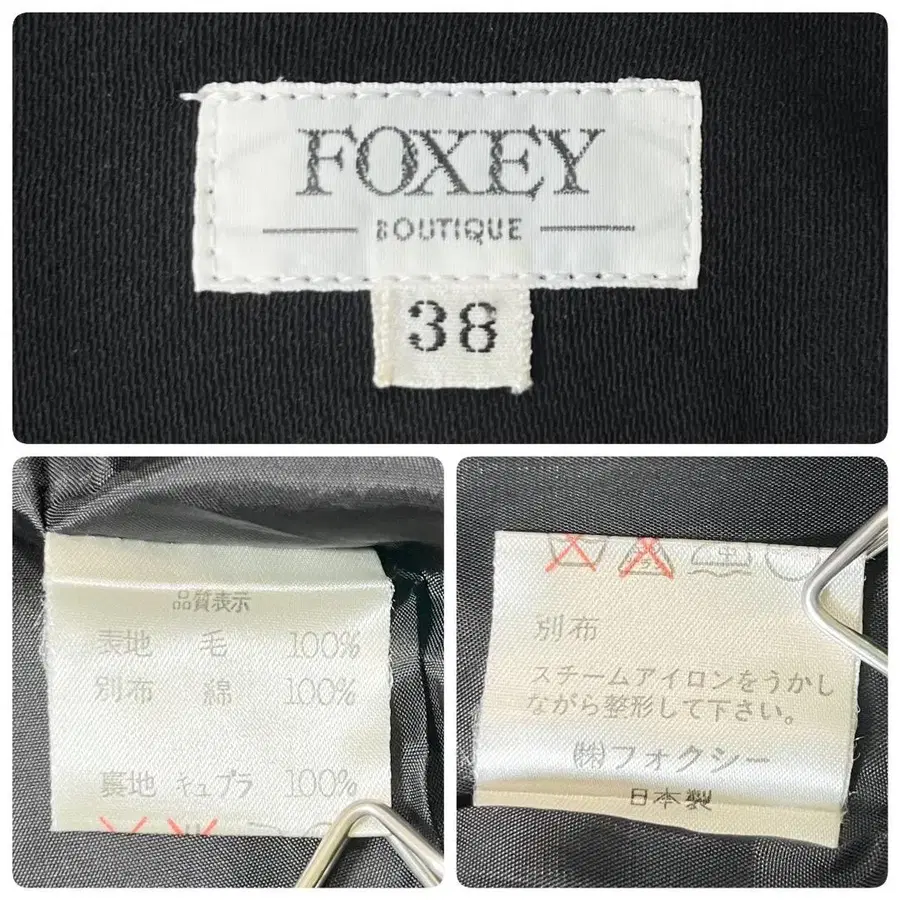 FOXEY
BOUTIQUE
38
品質表示
表地 毛 100%
別布 綿 100%
裏地 キュプラ 100%
別布
スチームアイロンをうかし
ながら整形して下さい。
㈱フォクシー
日本製